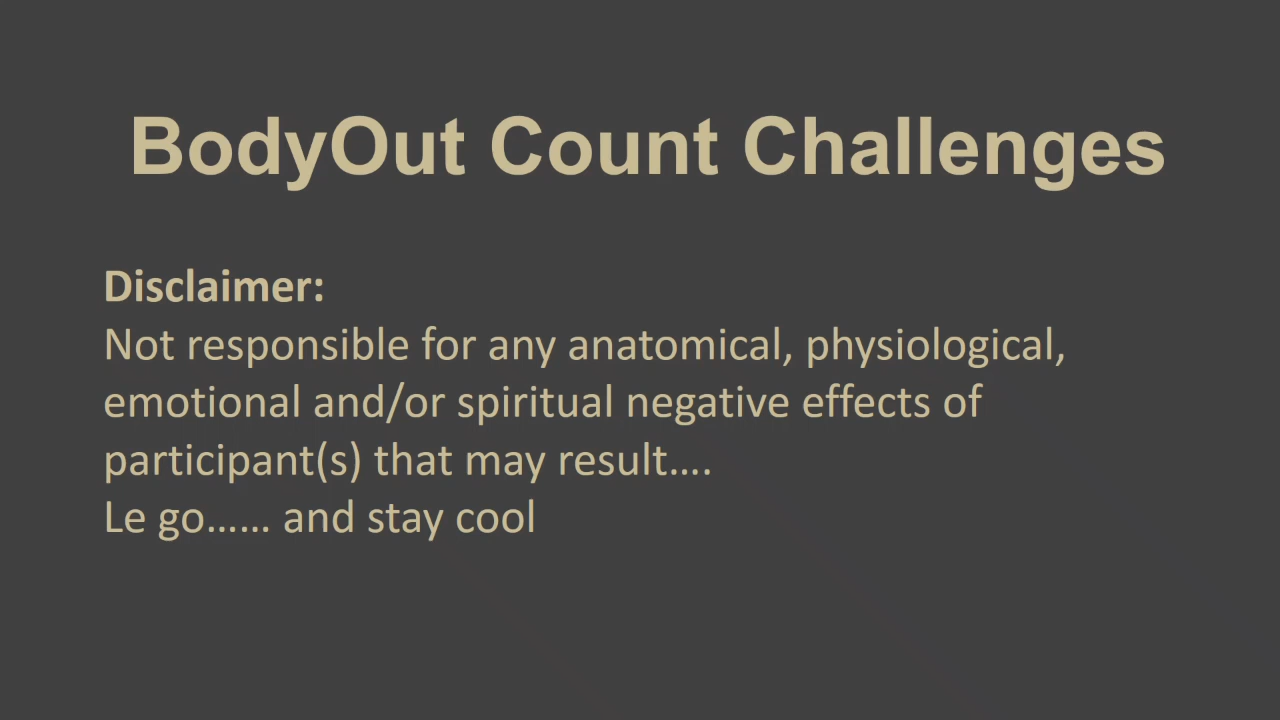 BodyOut Count Challenges
Disclaimer:
Not responsible for any anatomical, physiological,
emotional and/or spiritual negative effects of
participant(s) that may result….
Le go…… and stay cool